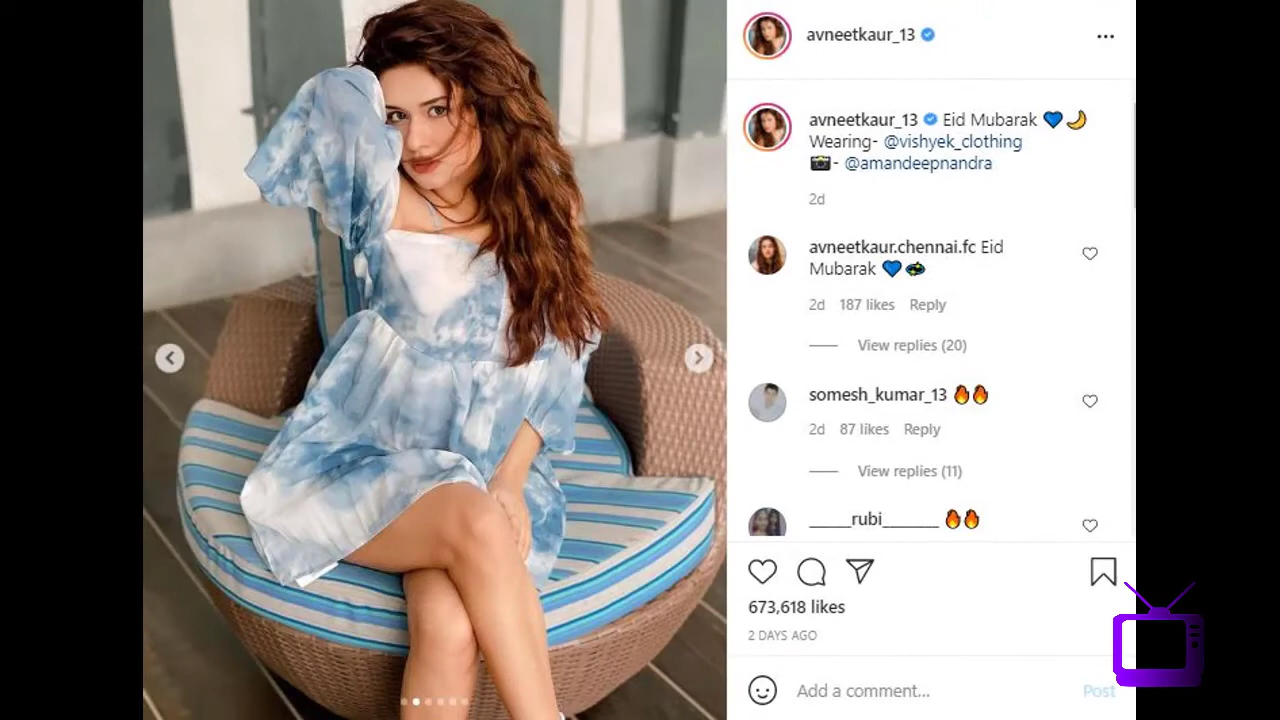 avneetkaur_13
avneetkaur_13 Eid Mubarak 💙🌙
Wearing- @vishyek_clothing
📸- @amandeepnandra
2d
avneetkaur.chennai.fc Eid
Mubarak 💙💫
2d 187 likes Reply
View replies (20)
somesh_kumar_13 🔥🔥
2d 87 likes Reply
View replies (11)
_____rubi_______ 🔥🔥
673,618 likes
2 DAYS AGO
Add a comment...
Post